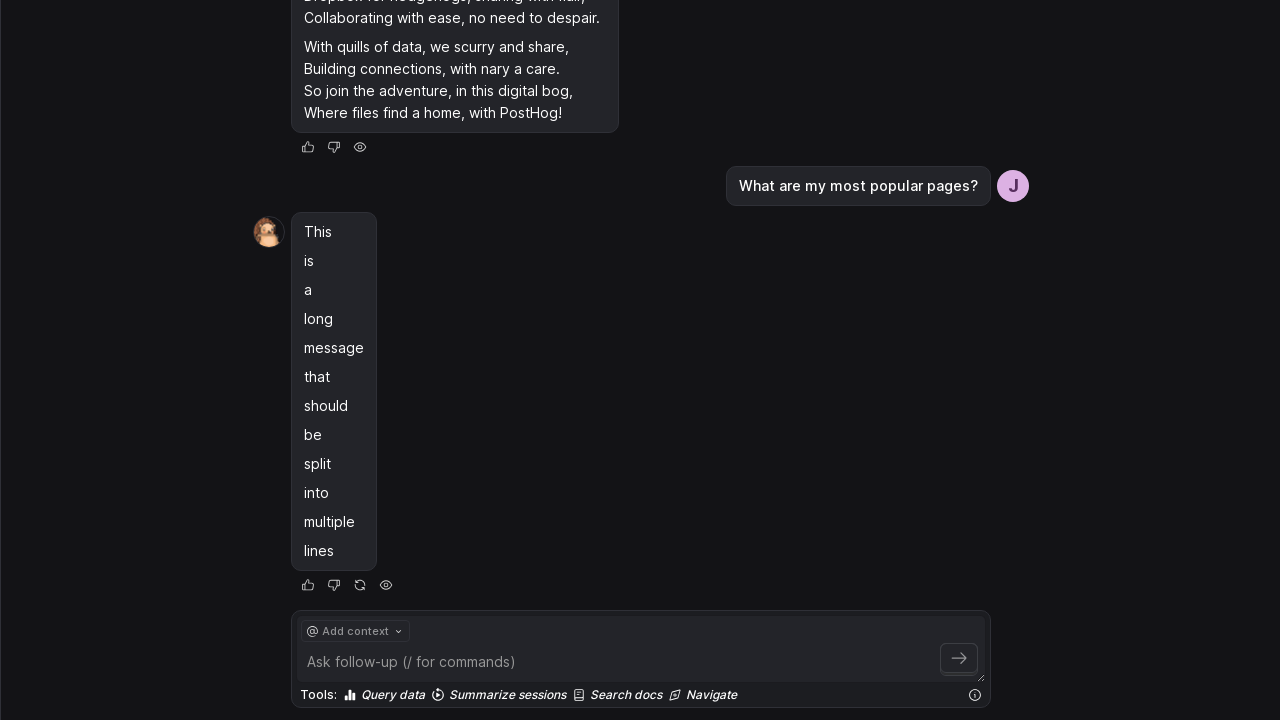 Collaborating with ease, no need to despair.
With quills of data, we scurry and share,
Building connections, with nary a care.
So join the adventure, in this digital bog,
Where files find a home, with PostHog!
What are my most popular pages?
J
This
is
a
long
message
that
should
be
split
into
multiple
lines
@ Add context
Ask follow-up (/ for commands)
Tools: Query data Summarize sessions Search docs Navigate